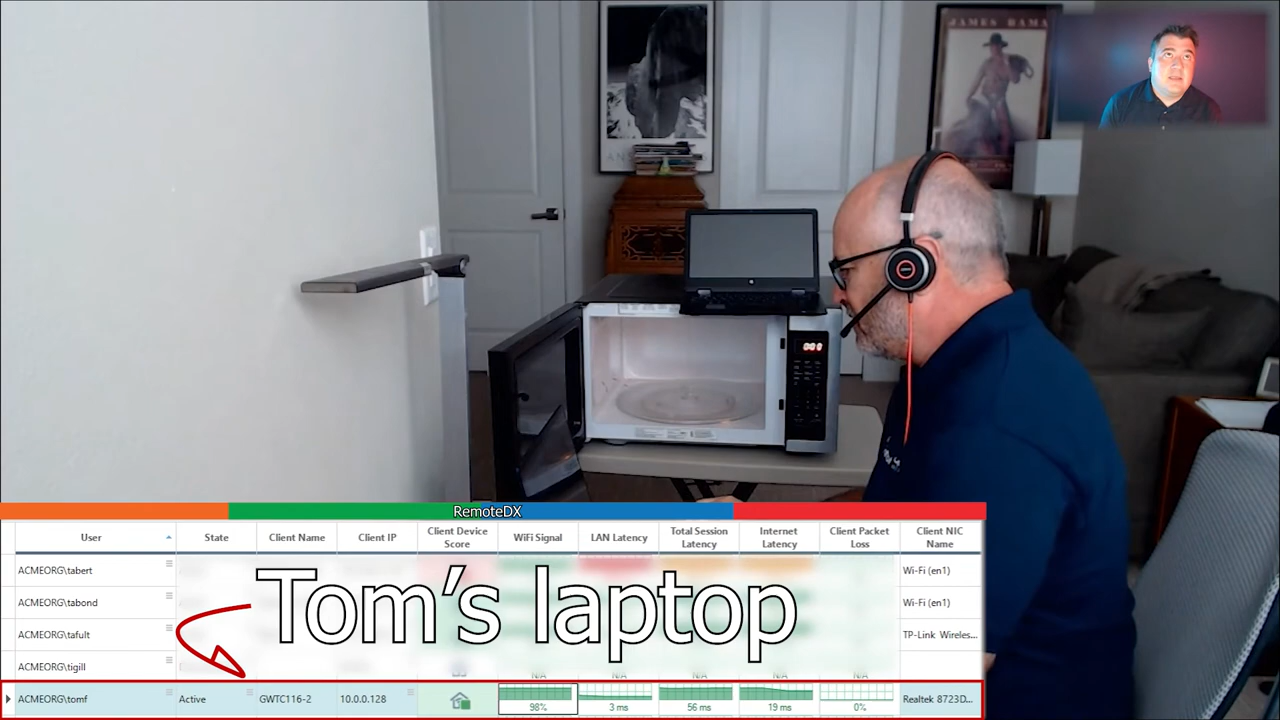 JAMES BAMA
ANS
000
RemoteDX
User State Client Name Client IP Client Device Score WiFi Signal LAN Latency Total Session Latency Internet Latency Client Packet Loss Client NIC Name
ACMEORG\tabert Wi-Fi (en1)
ACMEORG\tabond Wi-Fi (en1)
Tom's laptop
ACMEORG\tafult TP-Link Wireles...
ACMEORG\tigill
N/A N/A N/A N/A N/A
ACMEORG\tomf Active GWTC116-2 10.0.0.128 98% 3 ms 56 ms 19 ms 0% Realtek 8723D...